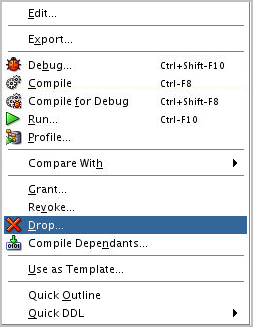 Edit...
Export...
Debug... Ctrl+Shift-F10
Compile Ctrl-F8
Compile for Debug Ctrl+Shift-F8
Run... Ctrl-F10
Profile...
Compare With
Grant...
Revoke...
Drop...
Compile Dependants...
Use as Template...
Quick Outline
Quick DDL